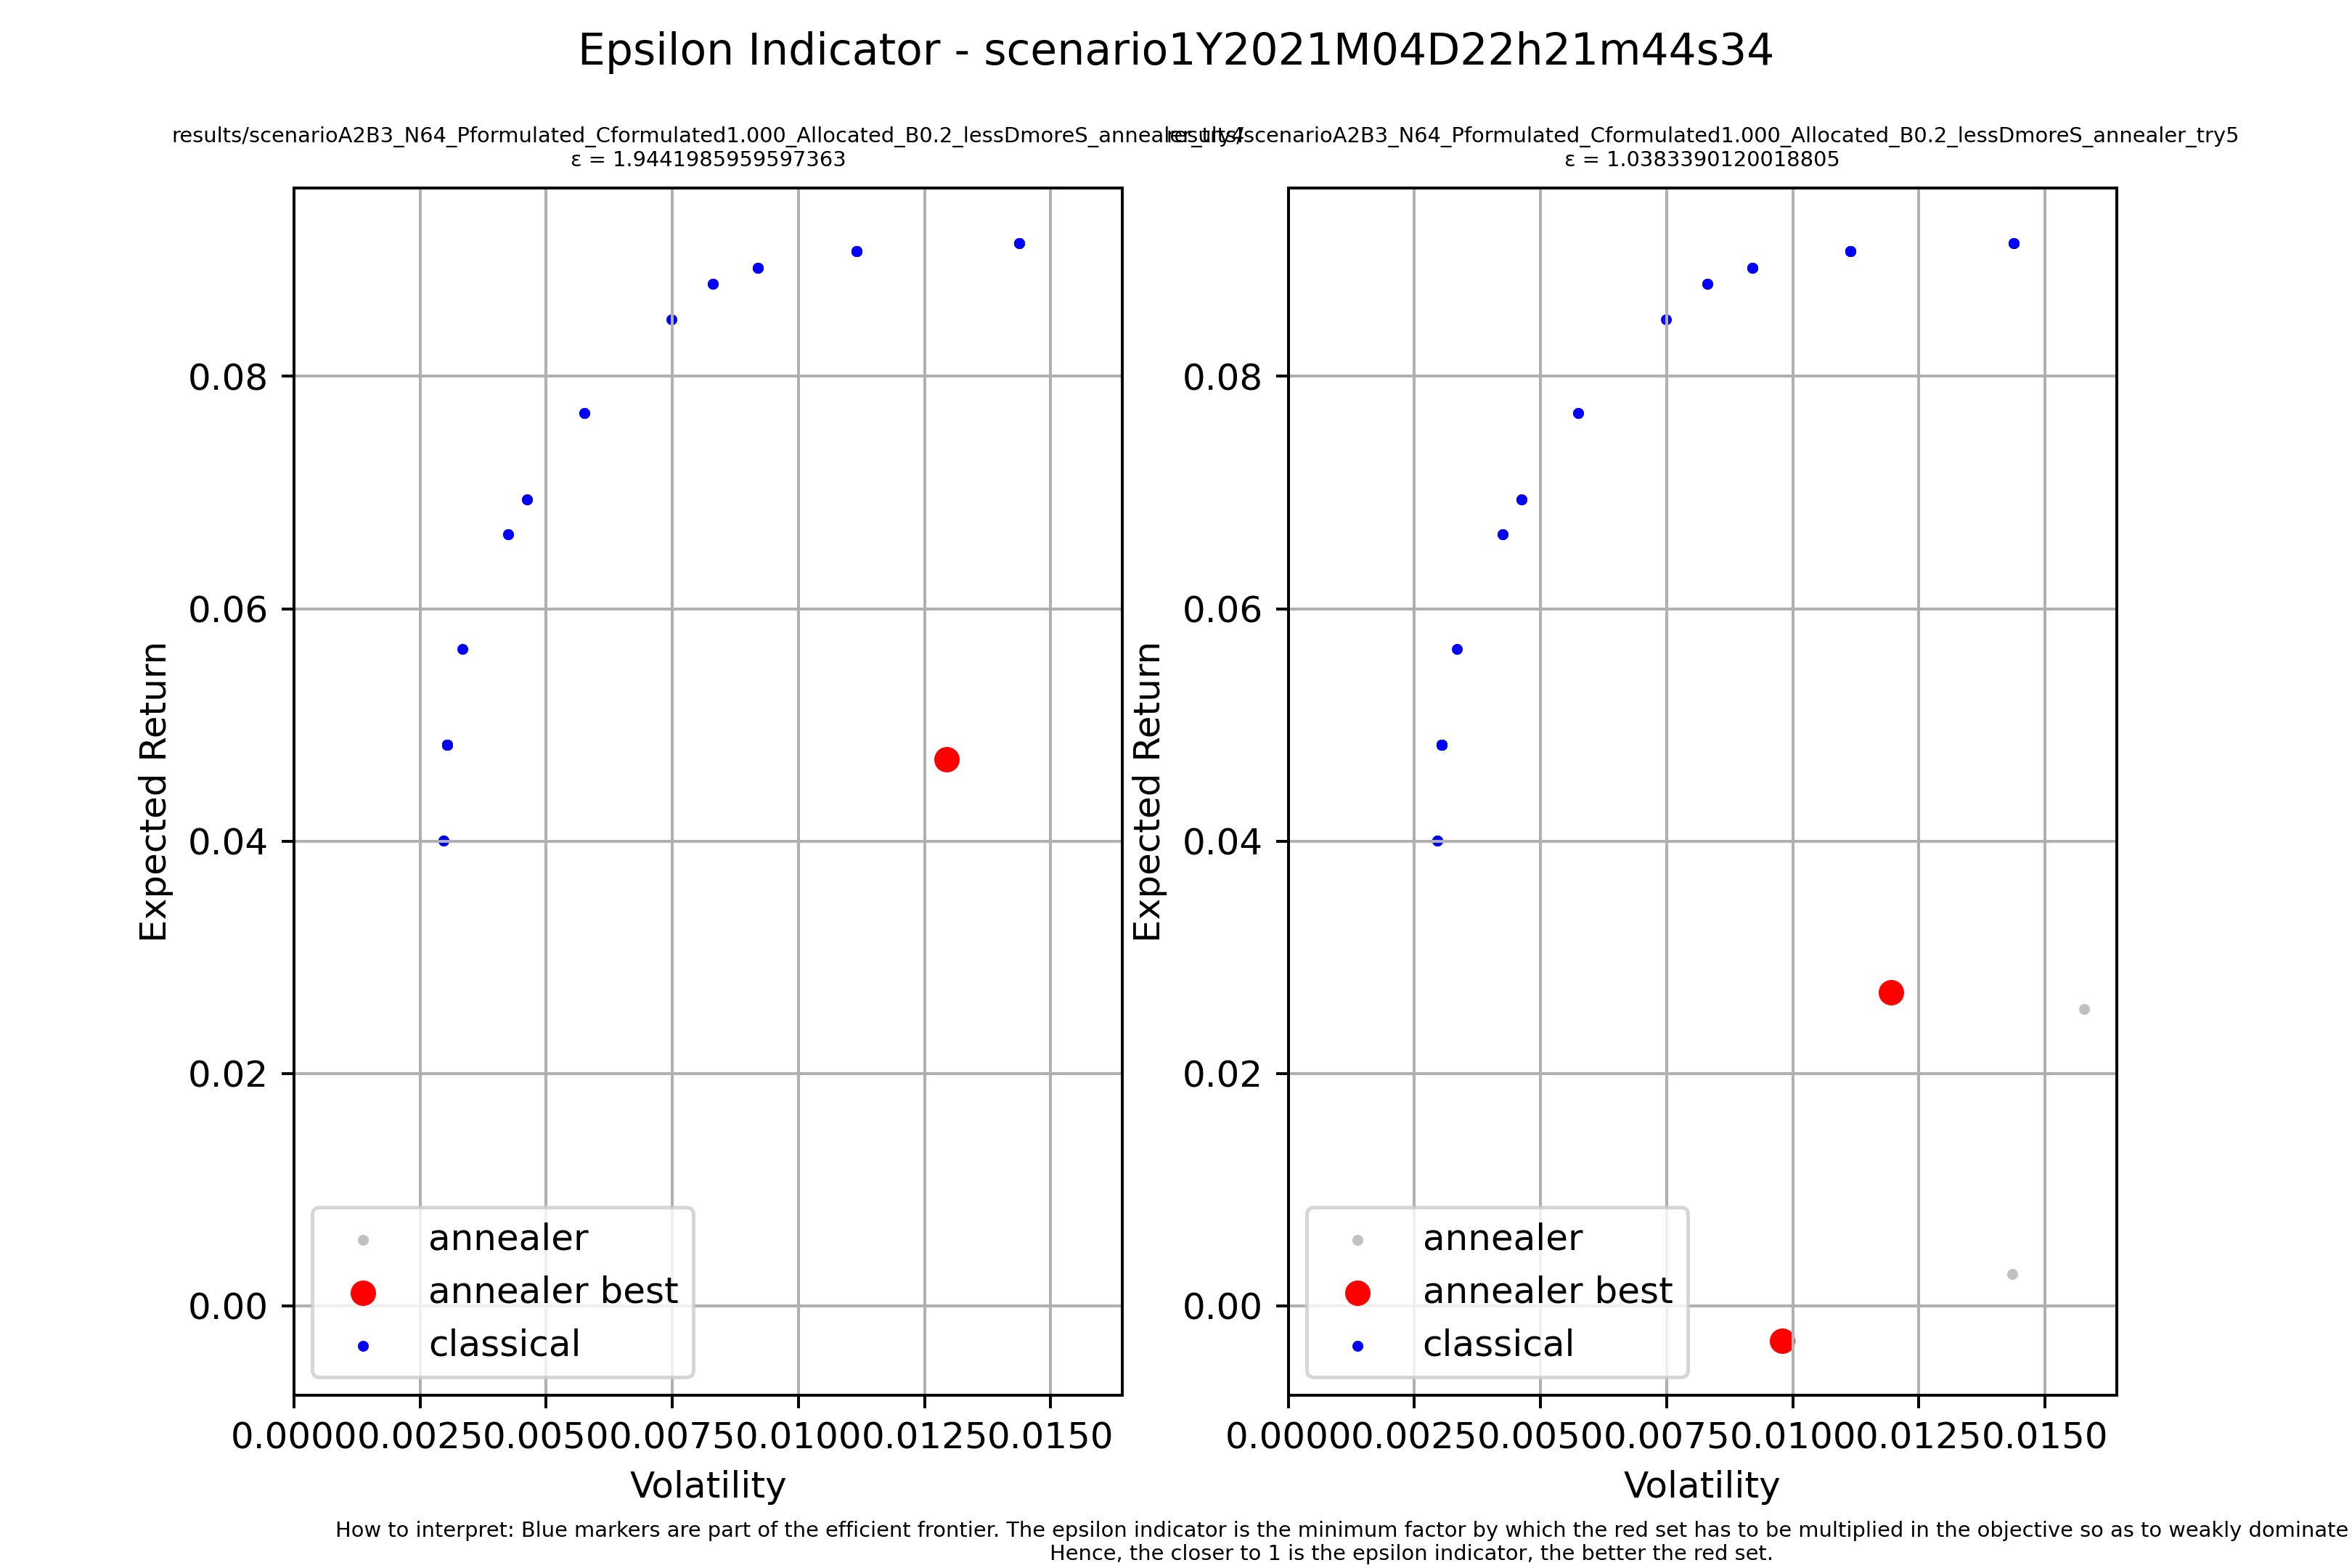 Epsilon Indicator - scenario1Y2021M04D22h21m44s34
results/scenarioA2B3_N64_Pformulated_Cformulated1.000_Allocated_B0.2_lessDmoreS_annealer_try4
ε = 1.9441985959597363
results/scenarioA2B3_N64_Pformulated_Cformulated1.000_Allocated_B0.2_lessDmoreS_annealer_try5
ε = 1.0383390120018805
Expected Return
0.08
0.06
0.04
0.02
0.00
annealer
annealer best
classical
0.0000 0.0025 0.0050 0.0075 0.0100 0.0125 0.0150
Volatility
Expected Return
0.08
0.06
0.04
0.02
0.00
annealer
annealer best
classical
0.0000 0.0025 0.0050 0.0075 0.0100 0.0125 0.0150
Volatility
How to interpret: Blue markers are part of the efficient frontier. The epsilon indicator is the minimum factor by which the red set has to be multiplied in the objective so as to weakly dominate
Hence, the closer to 1 is the epsilon indicator, the better the red set.